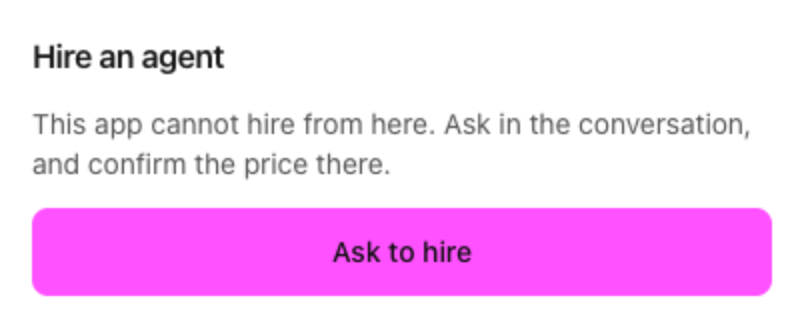 Hire an agent
This app cannot hire from here. Ask in the conversation,
and confirm the price there.
Ask to hire